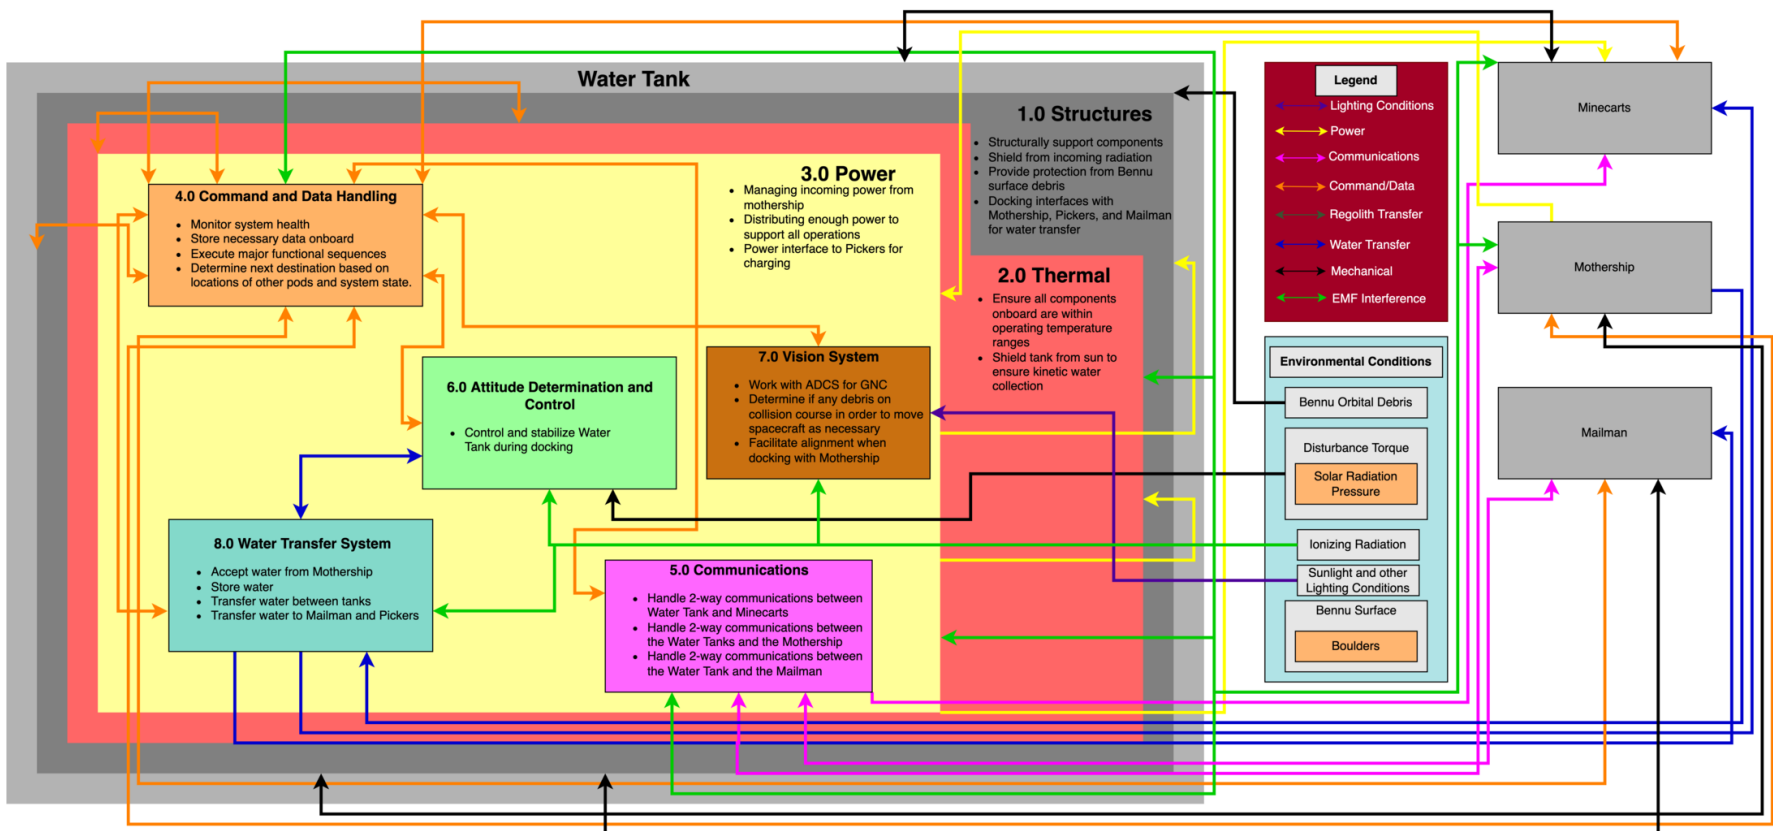 Water Tank
1.0 Structures
• Structurally support components
• Shield from incoming radiation
• Provide protection from Bennu
surface debris
• Docking interfaces with
Mothership, Pickers, and Mailman
for water transfer
2.0 Thermal
• Ensure all components
onboard are within
operating temperature
ranges
• Shield tank from sun to
ensure kinetic water
collection
3.0 Power
• Managing incoming power from
mothership
• Distributing enough power to
support all operations
• Power interface to Pickers for
charging
4.0 Command and Data Handling
• Monitor system health
• Store necessary data onboard
• Execute major functional sequences
• Determine next destination based on
locations of other pods and system state.
6.0 Attitude Determination and
Control
• Control and stabilize Water
Tank during docking
7.0 Vision System
• Work with ADCS for GNC
• Determine if any debris on
collision course in order to move
spacecraft as necessary
• Facilitate alignment when
docking with Mothership
8.0 Water Transfer System
• Accept water from Mothership
• Store water
• Transfer water between tanks
• Transfer water to Mailman and Pickers
5.0 Communications
• Handle 2-way communications between
Water Tank and Minecarts
• Handle 2-way communications between
the Water Tanks and the Mothership
• Handle 2-way communications between
the Water Tank and the Mailman
Legend
Lighting Conditions
Power
Communications
Command/Data
Regolith Transfer
Water Transfer
Mechanical
EMF Interference
Environmental Conditions
Bennu Orbital Debris
Disturbance Torque
Solar Radiation
Pressure
Ionizing Radiation
Sunlight and other
Lighting Conditions
Bennu Surface
Boulders
Minecarts
Mothership
Mailman